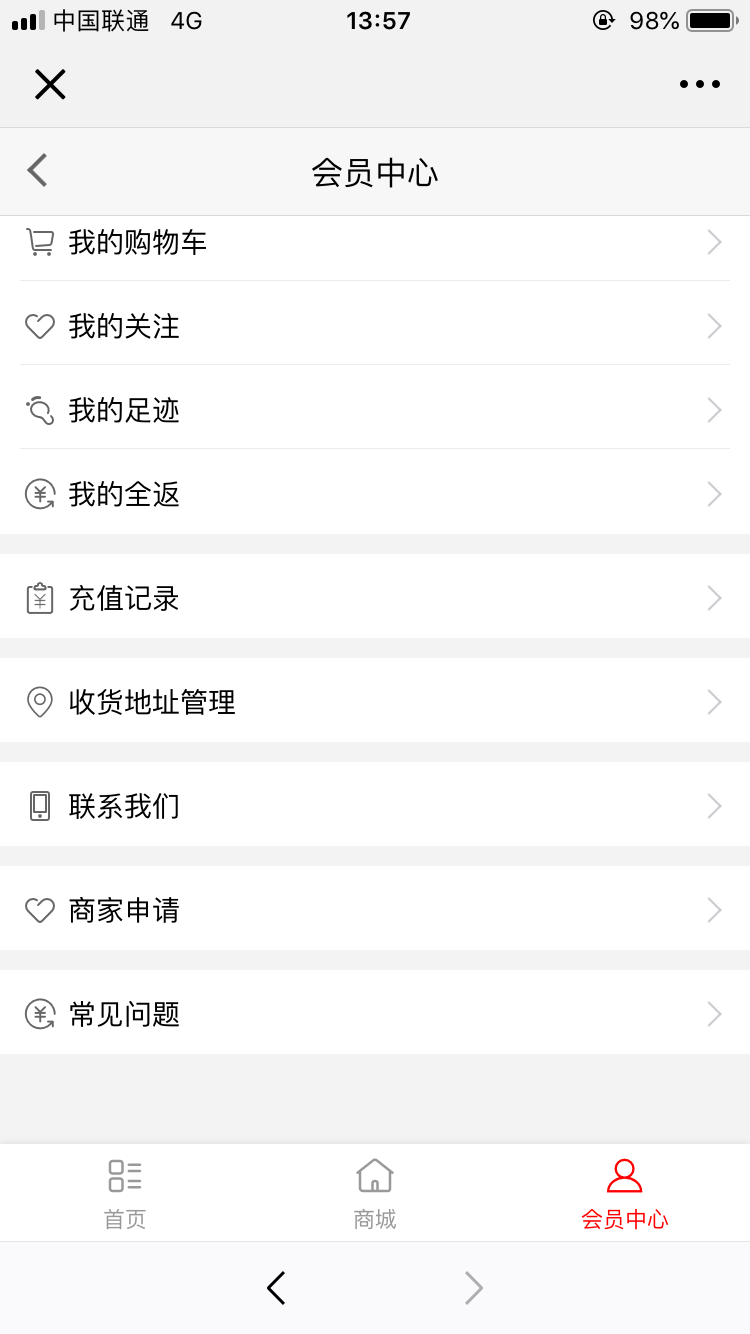 中国联通 4G 13:57 98%
会员中心
我的购物车
我的关注
我的足迹
我的全返
充值记录
收货地址管理
联系我们
商家申请
常见问题
首页 商城 会员中心